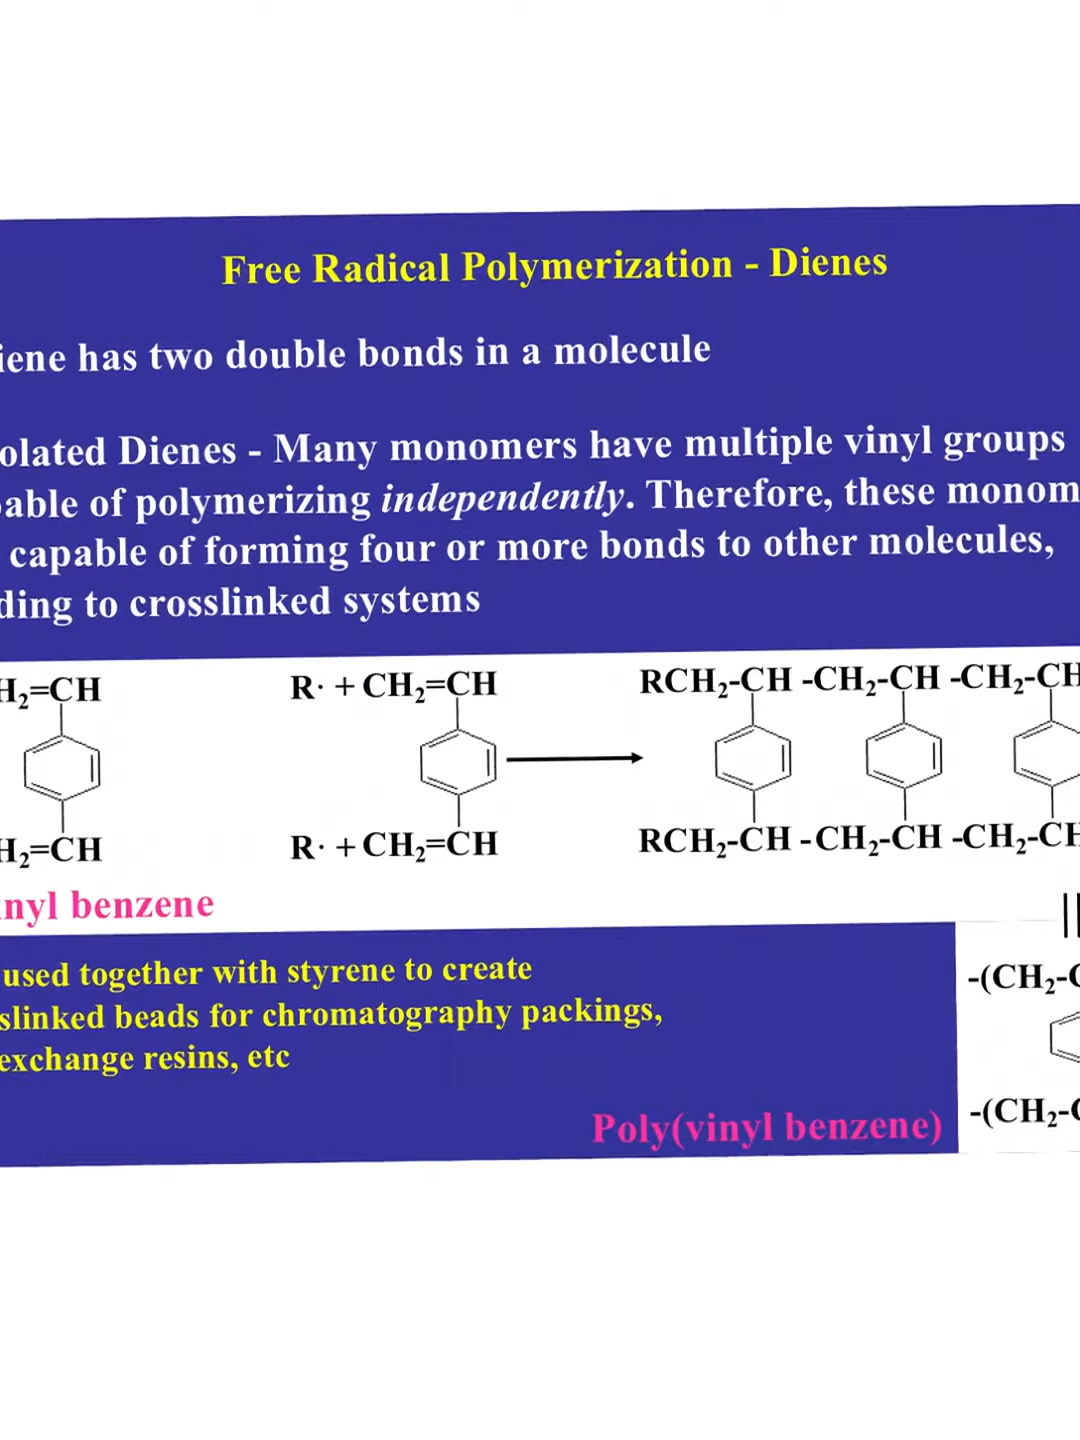 Free Radical Polymerization - Dienes
iene has two double bonds in a molecule
olated Dienes - Many monomers have multiple vinyl groups
able of polymerizing independently. Therefore, these monom
capable of forming four or more bonds to other molecules,
ding to crosslinked systems
H₂=CH R· + CH₂=CH RCH₂-CH -CH₂-CH -CH₂-CH
H₂=CH R· + CH₂=CH RCH₂-CH -CH₂-CH -CH₂-CH
nyl benzene
used together with styrene to create
slinked beads for chromatography packings,
exchange resins, etc
-(CH₂-C
-(CH₂-C
Poly(vinyl benzene)